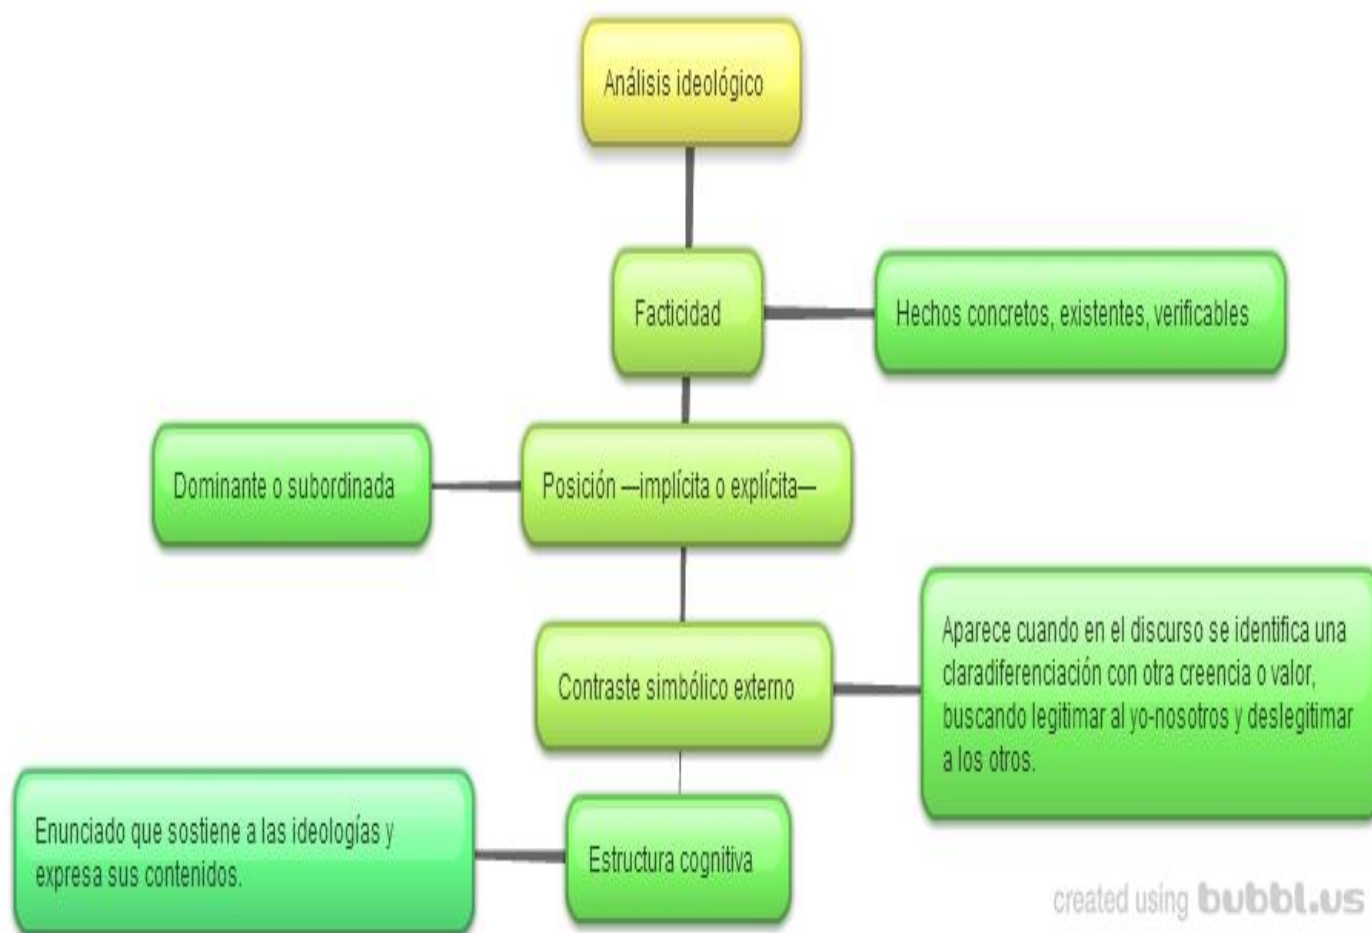 Análisis ideológico
Facticidad
Hechos concretos, existentes, verificables
Dominante o subordinada
Posición —implícita o explícita—
Contraste simbólico externo
Aparece cuando en el discurso se identifica una
claradiferenciación con otra creencia o valor,
buscando legitimar al yo-nosotros y deslegitimar
a los otros.
Enunciado que sostiene a las ideologías y
expresa sus contenidos.
Estructura cognitiva
created using bubbl.us